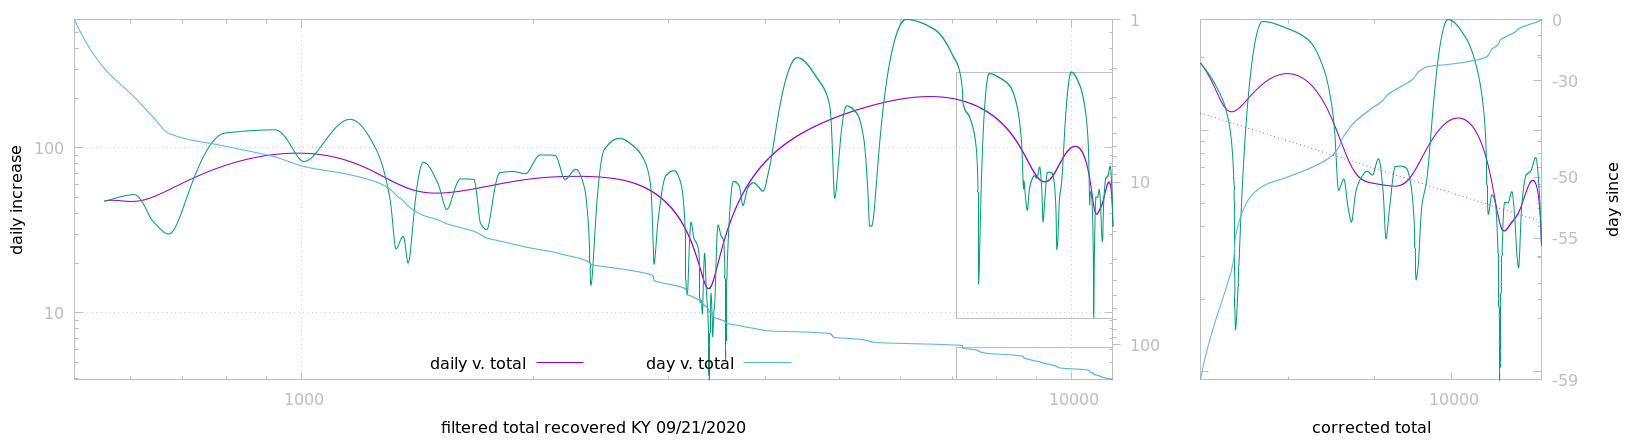 daily increase
100
10
1000
10000
1
10
100
daily v. total
day v. total
filtered total recovered KY 09/21/2020
0
-30
-50
-55
-59
day since
10000
corrected total